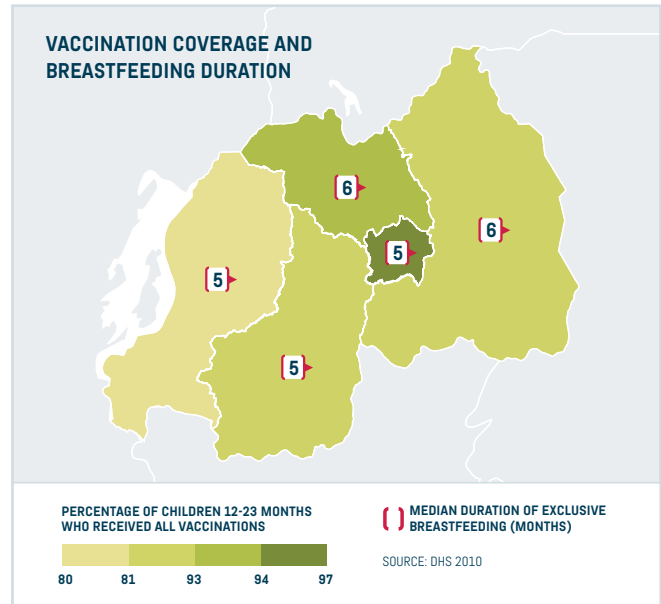 VACCINATION COVERAGE AND
BREASTFEEDING DURATION
6
6
5
5
5
PERCENTAGE OF CHILDREN 12-23 MONTHS
WHO RECEIVED ALL VACCINATIONS
80 81 93 94 97
MEDIAN DURATION OF EXCLUSIVE
BREASTFEEDING (MONTHS)
SOURCE: DHS 2010